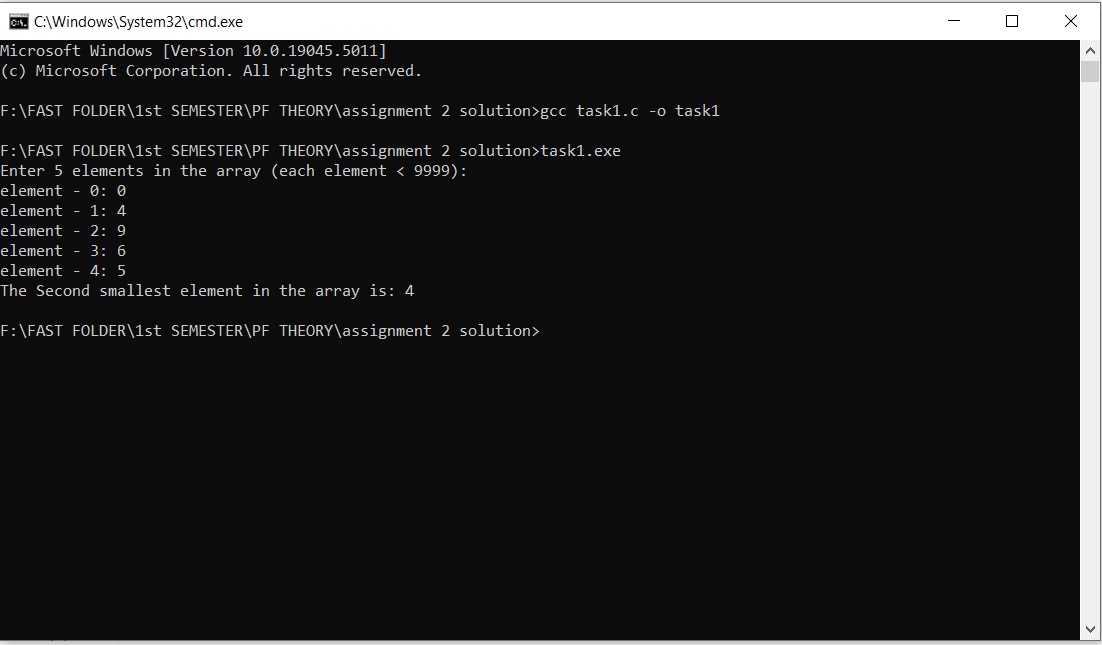 C:\Windows\System32\cmd.exe
Microsoft Windows [Version 10.0.19045.5011]
(c) Microsoft Corporation. All rights reserved.
F:\FAST FOLDER\1st SEMESTER\PF THEORY\assignment 2 solution>gcc task1.c -o task1
F:\FAST FOLDER\1st SEMESTER\PF THEORY\assignment 2 solution>task1.exe
Enter 5 elements in the array (each element < 9999):
element - 0: 0
element - 1: 4
element - 2: 9
element - 3: 6
element - 4: 5
The Second smallest element in the array is: 4
F:\FAST FOLDER\1st SEMESTER\PF THEORY\assignment 2 solution>